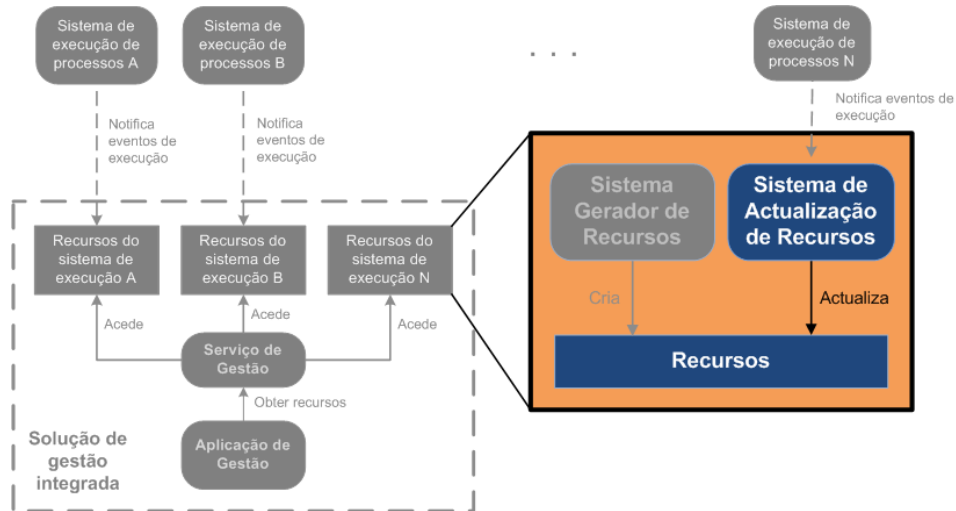 Sistema de
execução de
processos A
Sistema de
execução de
processos B
. . .
Sistema de
execução de
processos N
Notifica
eventos de
execução
Notifica
eventos de
execução
Notifica eventos de
execução
Recursos do
sistema de
execução A
Recursos do
sistema de
execução B
Recursos do
sistema de
execução N
Acede
Acede
Acede
Serviço de
Gestão
Obter recursos
Aplicação de
Gestão
Solução de
gestão
integrada
Sistema
Gerador de
Recursos
Sistema de
Actualização
de Recursos
Cria
Actualiza
Recursos